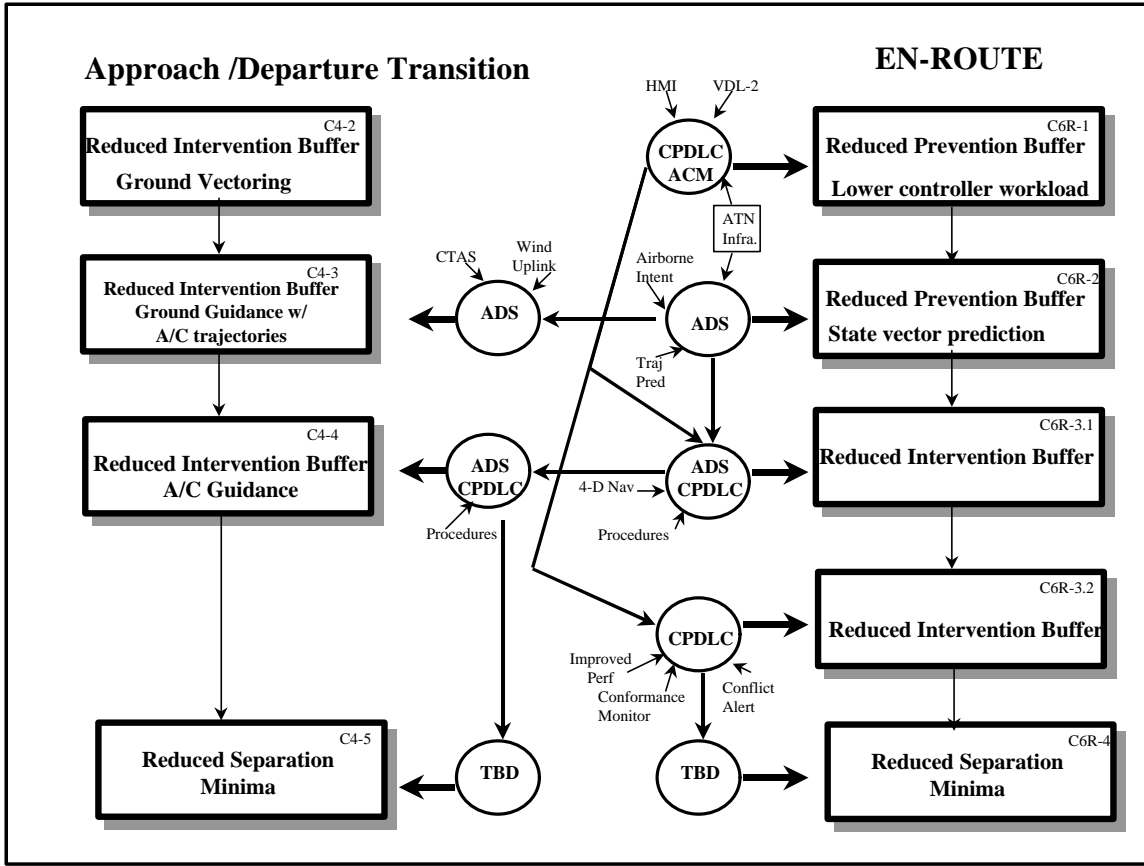 Approach /Departure Transition
EN-ROUTE
C4-2
Reduced Intervention Buffer
Ground Vectoring
C4-3
Reduced Intervention Buffer
Ground Guidance w/
A/C trajectories
C4-4
Reduced Intervention Buffer
A/C Guidance
C4-5
Reduced Separation
Minima
CTAS
Wind
Uplink
ADS
ADS
CPDLC
Procedures
TBD
HMI
VDL-2
CPDLC
ACM
ATN
Infra.
Airborne
Intent
ADS
Traj
Pred
ADS
CPDLC
4-D Nav
Procedures
CPDLC
Improved
Perf
Conformance
Monitor
Conflict
Alert
TBD
C6R-1
Reduced Prevention Buffer
Lower controller workload
C6R-2
Reduced Prevention Buffer
State vector prediction
C6R-3.1
Reduced Intervention Buffer
C6R-3.2
Reduced Intervention Buffer
C6R-4
Reduced Separation
Minima